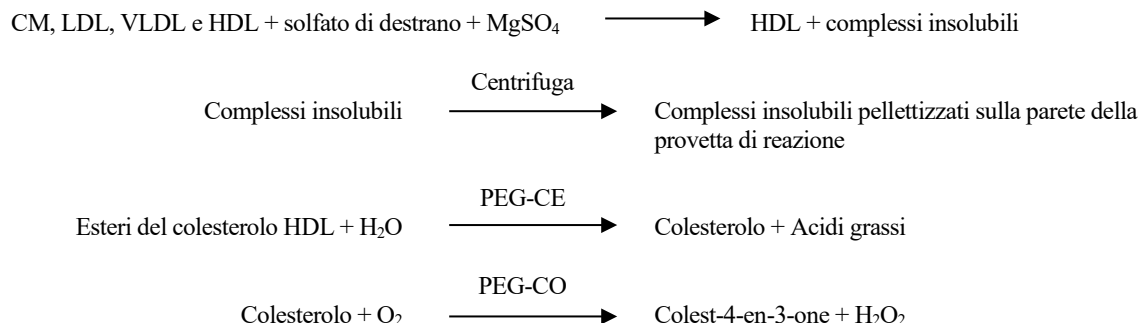 CM, LDL, VLDL e HDL + solfato di destrano + MgSO₄ ⟶ HDL + complessi insolubili
Centrifuga
Complessi insolubili ⟶ Complessi insolubili pellettizzati sulla parete della
provetta di reazione
PEG-CE
Esteri del colesterolo HDL + H₂O ⟶ Colesterolo + Acidi grassi
PEG-CO
Colesterolo + O₂ ⟶ Colest-4-en-3-one + H₂O₂